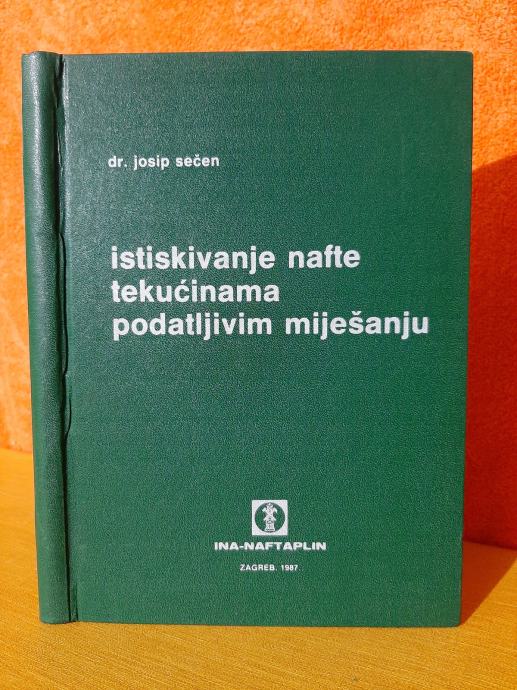 dr. josip sečen
istiskivanje nafte
tekućinama
podatljivim miješanju
INA-NAFTAPLIN
ZAGREB. 1987.